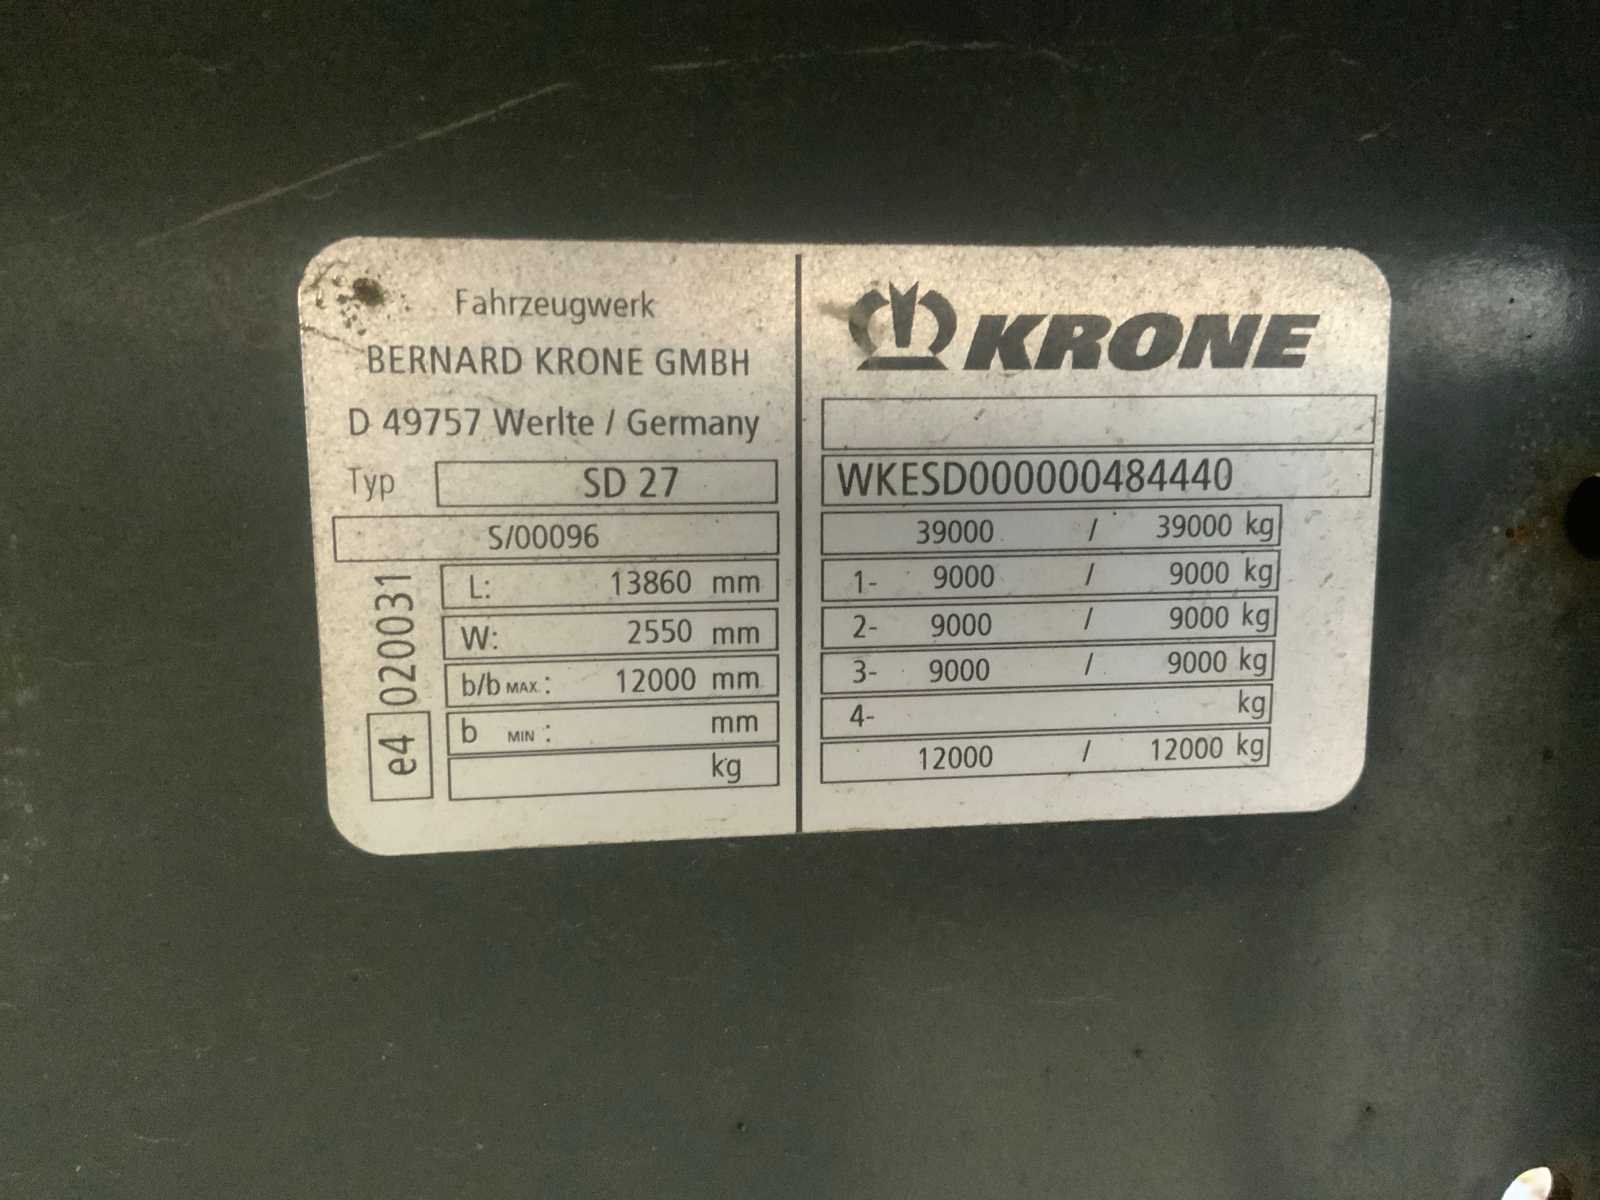 Fahrzeugwerk
BERNARD KRONE GMBH
D 49757 Werlte / Germany
Typ SD 27
S/00096
e4 020031
L: 13860 mm
W: 2550 mm
b/b MAX.: 12000 mm
b MIN : mm
kg
KRONE
WKESD000000484440
39000 / 39000 kg
1- 9000 / 9000 kg
2- 9000 / 9000 kg
3- 9000 / 9000 kg
4- kg
12000 / 12000 kg